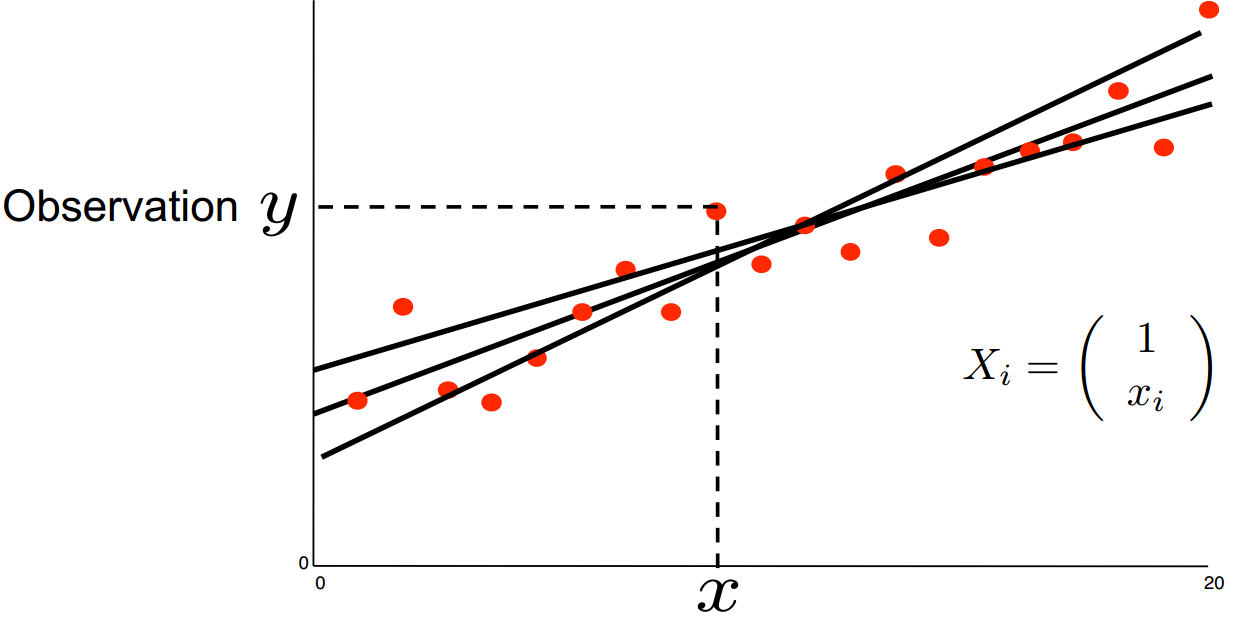 Observation y
X_i = ( 1
x_i )
0
0
x
20